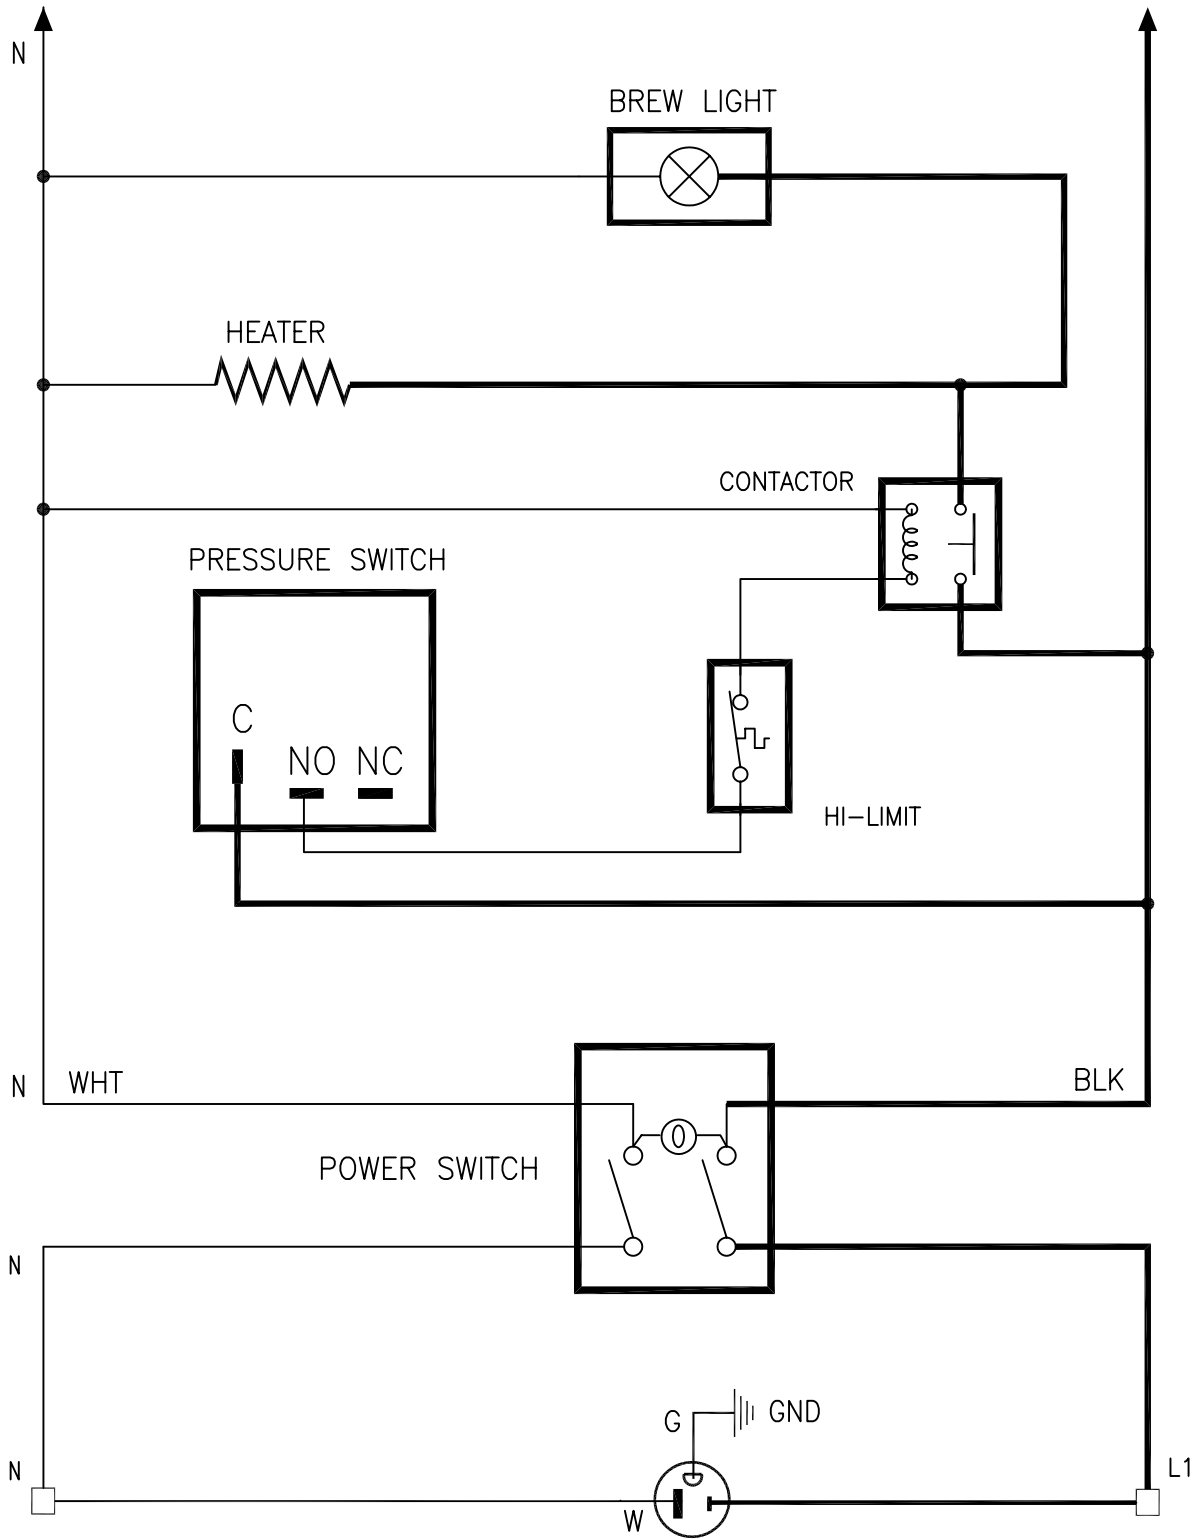 N
BREW LIGHT
HEATER
CONTACTOR
PRESSURE SWITCH
C
NO NC
HI-LIMIT
N WHT BLK
POWER SWITCH
N
G GND
N L1
W